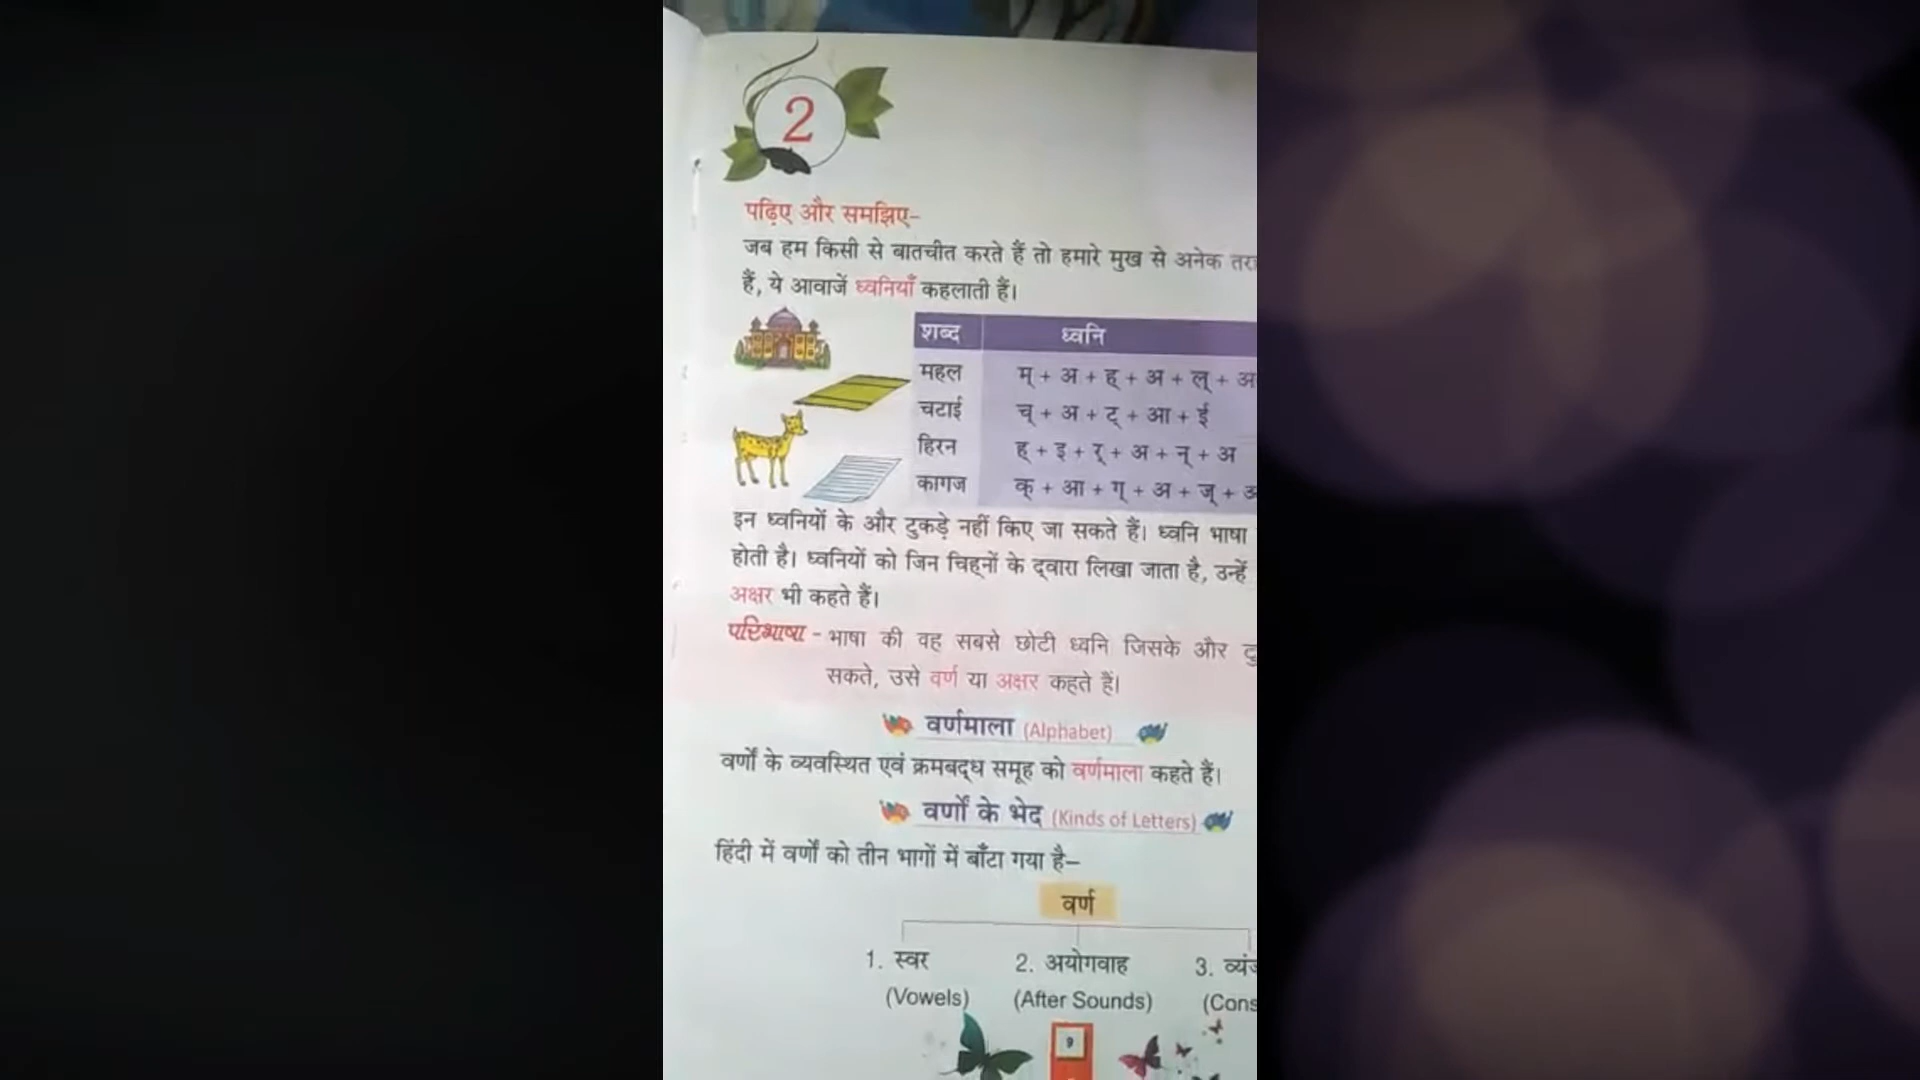 2
पढ़िए और समझिए-
जब हम किसी से बातचीत करते हैं तो हमारे मुख से अनेक
हैं, ये आवाजें ध्वनियाँ कहलाती हैं।
शब्द ध्वनि
महल म् + अ + ह् + अ + ल् + अ
चटाई च् + अ + ट् + आ + ई
हिरन ह् + इ + र् + अ + न् + अ
कागज क् + आ + ग् + अ + ज् +
इन ध्वनियों के और टुकड़े नहीं किए जा सकते हैं। ध्वनि भाषा
होती है। ध्वनियों को जिन चिह्नों के द्वारा लिखा जाता है, उन्हें
अक्षर भी कहते हैं।
परिभाषा - भाषा की वह सबसे छोटी ध्वनि जिसके और
सकते, उसे वर्ण या अक्षर कहते हैं।
वर्णमाला (Alphabet)
वर्णों के व्यवस्थित एवं क्रमबद्ध समूह को वर्णमाला कहते हैं।
वर्णों के भेद (Kinds of Letters)
हिंदी में वर्णों को तीन भागों में बाँटा गया है–
वर्ण
1. स्वर 2. अयोगवाह 3.
(Vowels) (After Sounds)
9